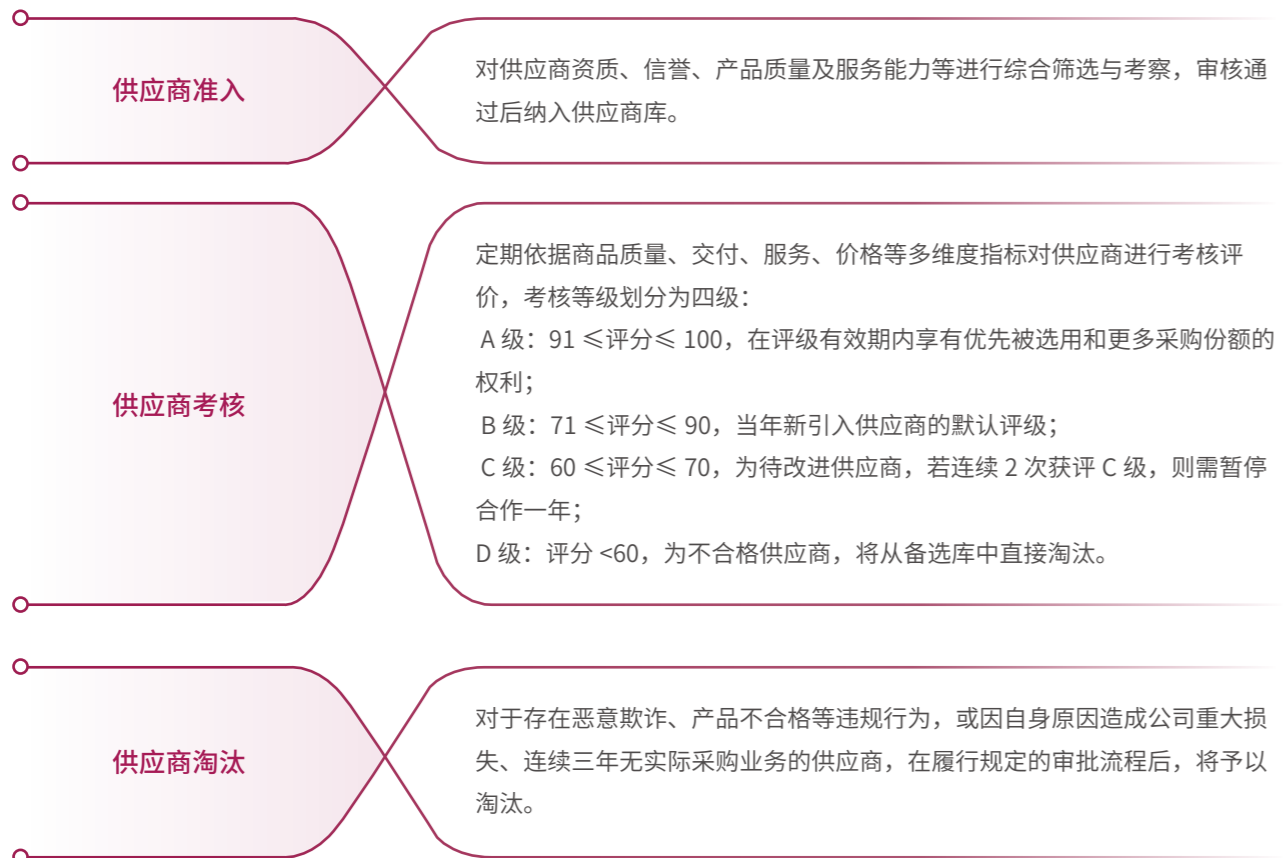 供应商准入
对供应商资质、信誉、产品质量及服务能力等进行综合筛选与考察，审核通
过后纳入供应商库。
供应商考核
定期依据商品质量、交付、服务、价格等多维度指标对供应商进行考核评
价，考核等级划分为四级：
A 级：91 ≤评分≤ 100，在评级有效期内享有优先被选用和更多采购份额的
权利；
B 级：71 ≤评分≤ 90，当年新引入供应商的默认评级；
C 级：60 ≤评分≤ 70，为待改进供应商，若连续 2 次获评 C 级，则需暂停
合作一年；
D 级：评分 <60，为不合格供应商，将从备选库中直接淘汰。
供应商淘汰
对于存在恶意欺诈、产品不合格等违规行为，或因自身原因造成公司重大损
失、连续三年无实际采购业务的供应商，在履行规定的审批流程后，将予以
淘汰。